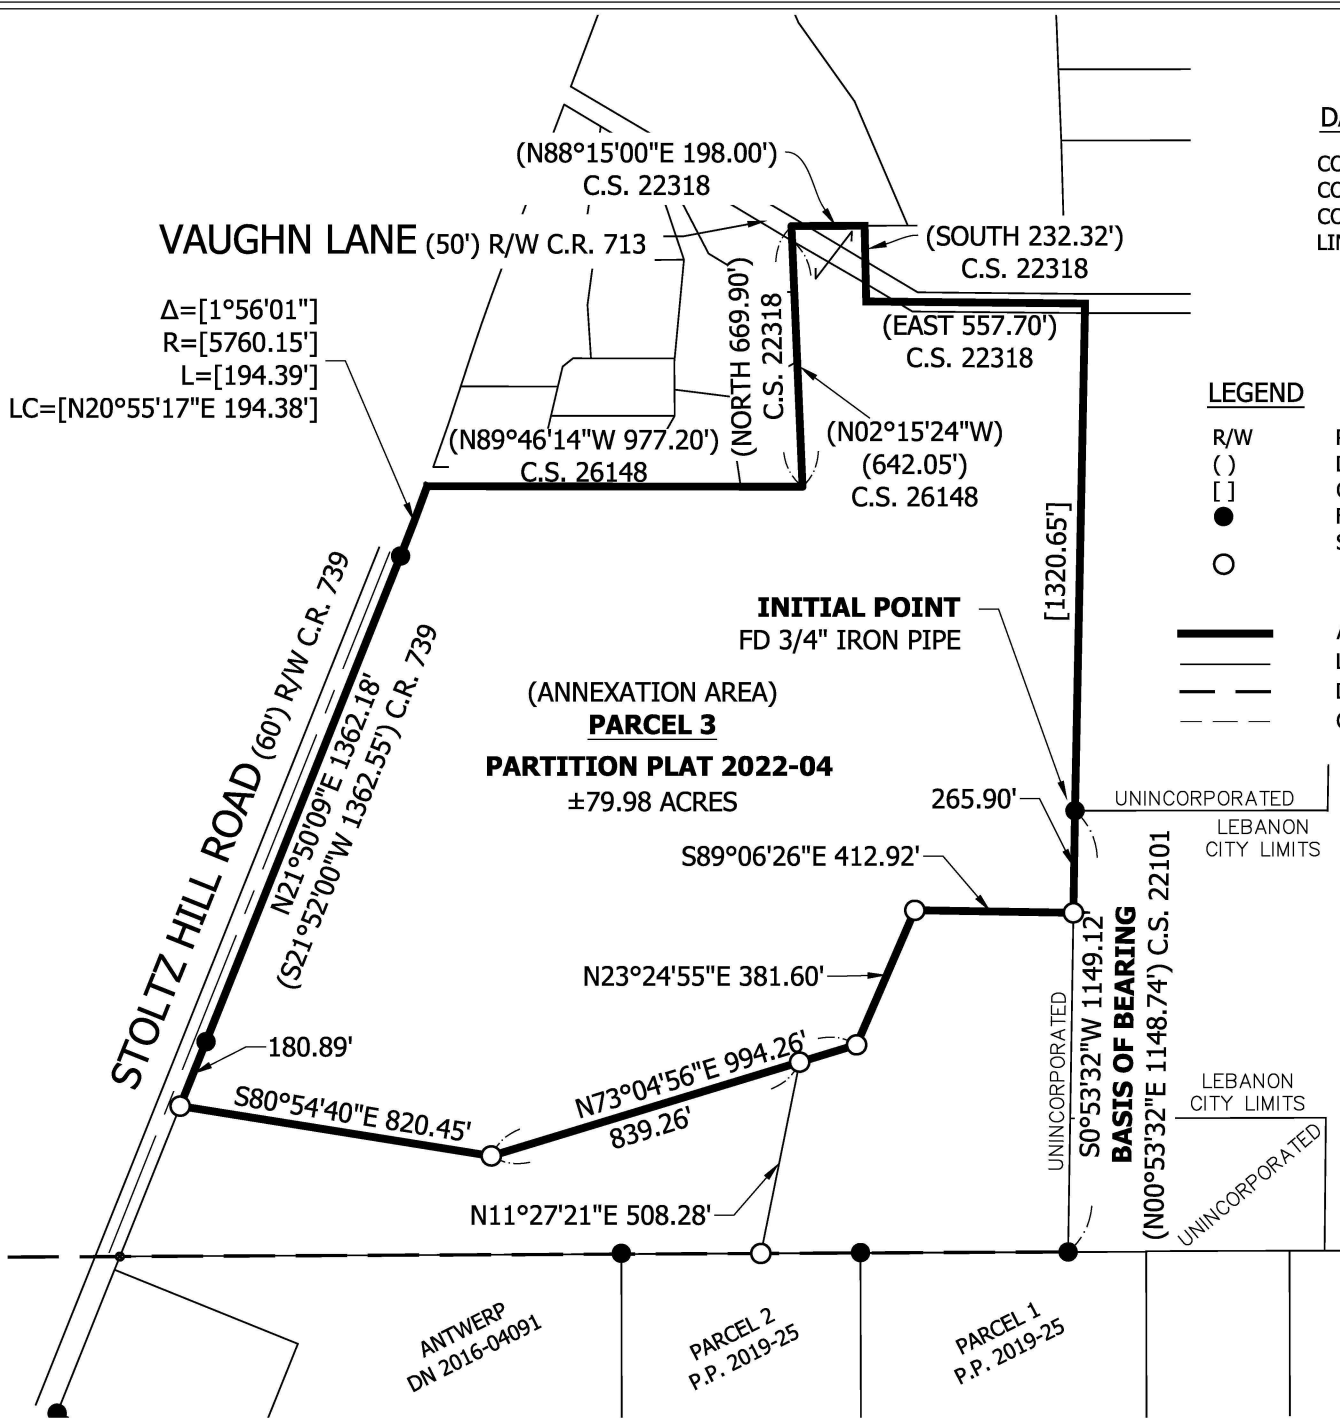 (N88°15'00"E 198.00')
C.S. 22318
VAUGHN LANE (50') R/W C.R. 713
(SOUTH 232.32')
C.S. 22318
Δ=[1°56'01"]
R=[5760.15']
L=[194.39']
LC=[N20°55'17"E 194.38']
(NORTH 669.90')
C.S. 22318
(EAST 557.70')
C.S. 22318
(N89°46'14"W 977.20')
C.S. 26148
(N02°15'24"W)
(642.05')
C.S. 26148
LEGEND
R/W
( )
[ ]
[1320.65']
INITIAL POINT
FD 3/4" IRON PIPE
STOLTZ HILL ROAD (60') R/W C.R. 739
N21°50'09"E 1362.18'
(S21°52'00"W 1362.55') C.R. 739
(ANNEXATION AREA)
PARCEL 3
PARTITION PLAT 2022-04
±79.98 ACRES
265.90'
UNINCORPORATED
LEBANON
CITY LIMITS
S89°06'26"E 412.92'
N23°24'55"E 381.60'
180.89'
S80°54'40"E 820.45'
N73°04'56"E 994.26'
839.26'
N11°27'21"E 508.28'
UNINCORPORATED
S0°53'32"W 1149.12'
BASIS OF BEARING
(N00°53'32"E 1148.74') C.S. 22101
LEBANON
CITY LIMITS
UNINCORPORATED
ANTWERP
DN 2016-04091
PARCEL 2
P.P. 2019-25
PARCEL 1
P.P. 2019-25